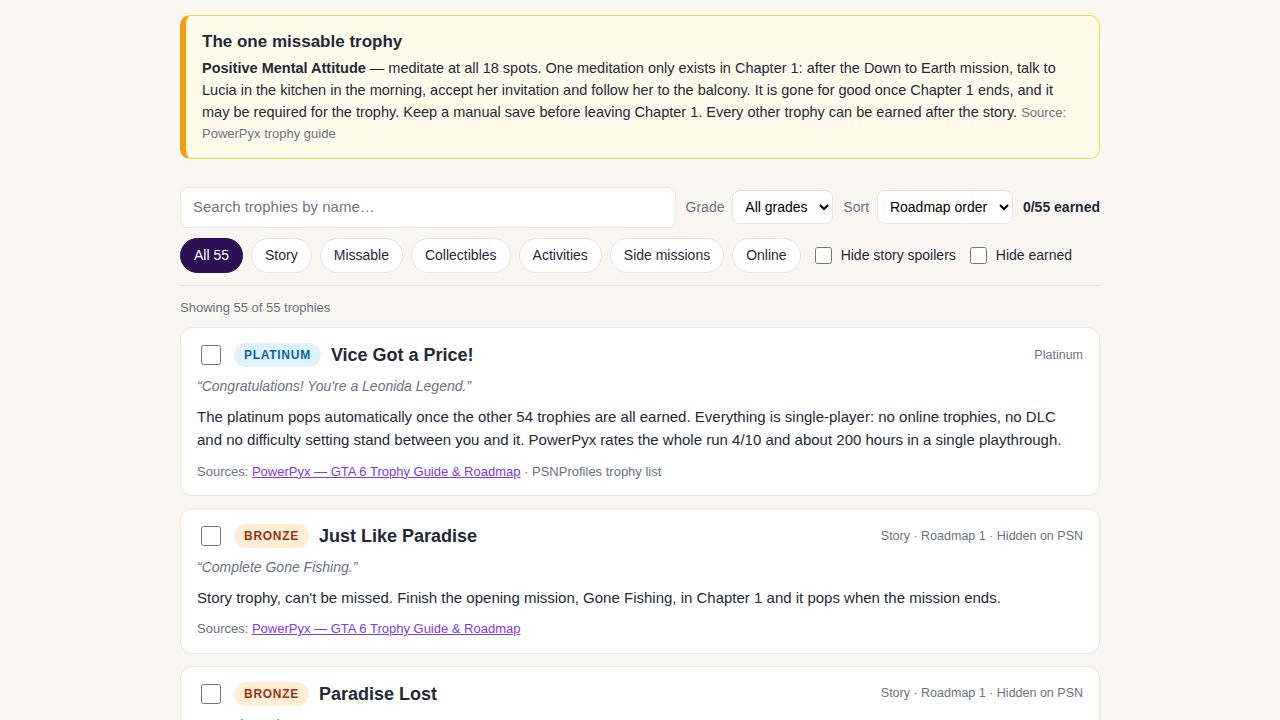 The one missable trophy
Positive Mental Attitude — meditate at all 18 spots. One meditation only exists in Chapter 1: after the Down to Earth mission, talk to
Lucia in the kitchen in the morning, accept her invitation and follow her to the balcony. It is gone for good once Chapter 1 ends, and it
may be required for the trophy. Keep a manual save before leaving Chapter 1. Every other trophy can be earned after the story. Source:
PowerPyx trophy guide
Search trophies by name… Grade All grades Sort Roadmap order 0/55 earned
All 55 Story Missable Collectibles Activities Side missions Online Hide story spoilers Hide earned
Showing 55 of 55 trophies
PLATINUM Vice Got a Price! Platinum
“Congratulations! You're a Leonida Legend.”
The platinum pops automatically once the other 54 trophies are all earned. Everything is single-player: no online trophies, no DLC
and no difficulty setting stand between you and it. PowerPyx rates the whole run 4/10 and about 200 hours in a single playthrough.
Sources: PowerPyx — GTA 6 Trophy Guide & Roadmap · PSNProfiles trophy list
BRONZE Just Like Paradise Story · Roadmap 1 · Hidden on PSN
“Complete Gone Fishing.”
Story trophy, can't be missed. Finish the opening mission, Gone Fishing, in Chapter 1 and it pops when the mission ends.
Sources: PowerPyx — GTA 6 Trophy Guide & Roadmap
BRONZE Paradise Lost Story · Roadmap 1 · Hidden on PSN